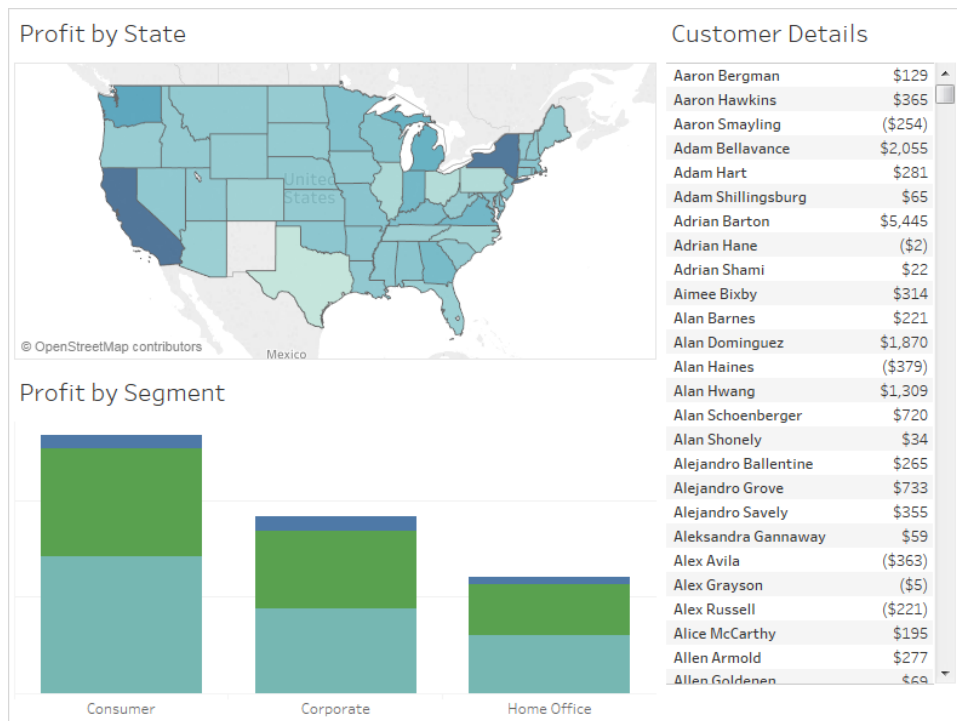 Profit by State
United
States
© OpenStreetMap contributors
Mexico
Profit by Segment
Consumer
Corporate
Home Office
Customer Details
Aaron Bergman $129
Aaron Hawkins $365
Aaron Smayling ($254)
Adam Bellavance $2,055
Adam Hart $281
Adam Shillingsburg $65
Adrian Barton $5,445
Adrian Hane ($2)
Adrian Shami $22
Aimee Bixby $314
Alan Barnes $221
Alan Dominguez $1,870
Alan Haines ($379)
Alan Hwang $1,309
Alan Schoenberger $720
Alan Shonely $34
Alejandro Ballentine $265
Alejandro Grove $733
Alejandro Savely $355
Aleksandra Gannaway $59
Alex Avila ($363)
Alex Grayson ($5)
Alex Russell ($221)
Alice McCarthy $195
Allen Armold $277
Allen Goldenen $69